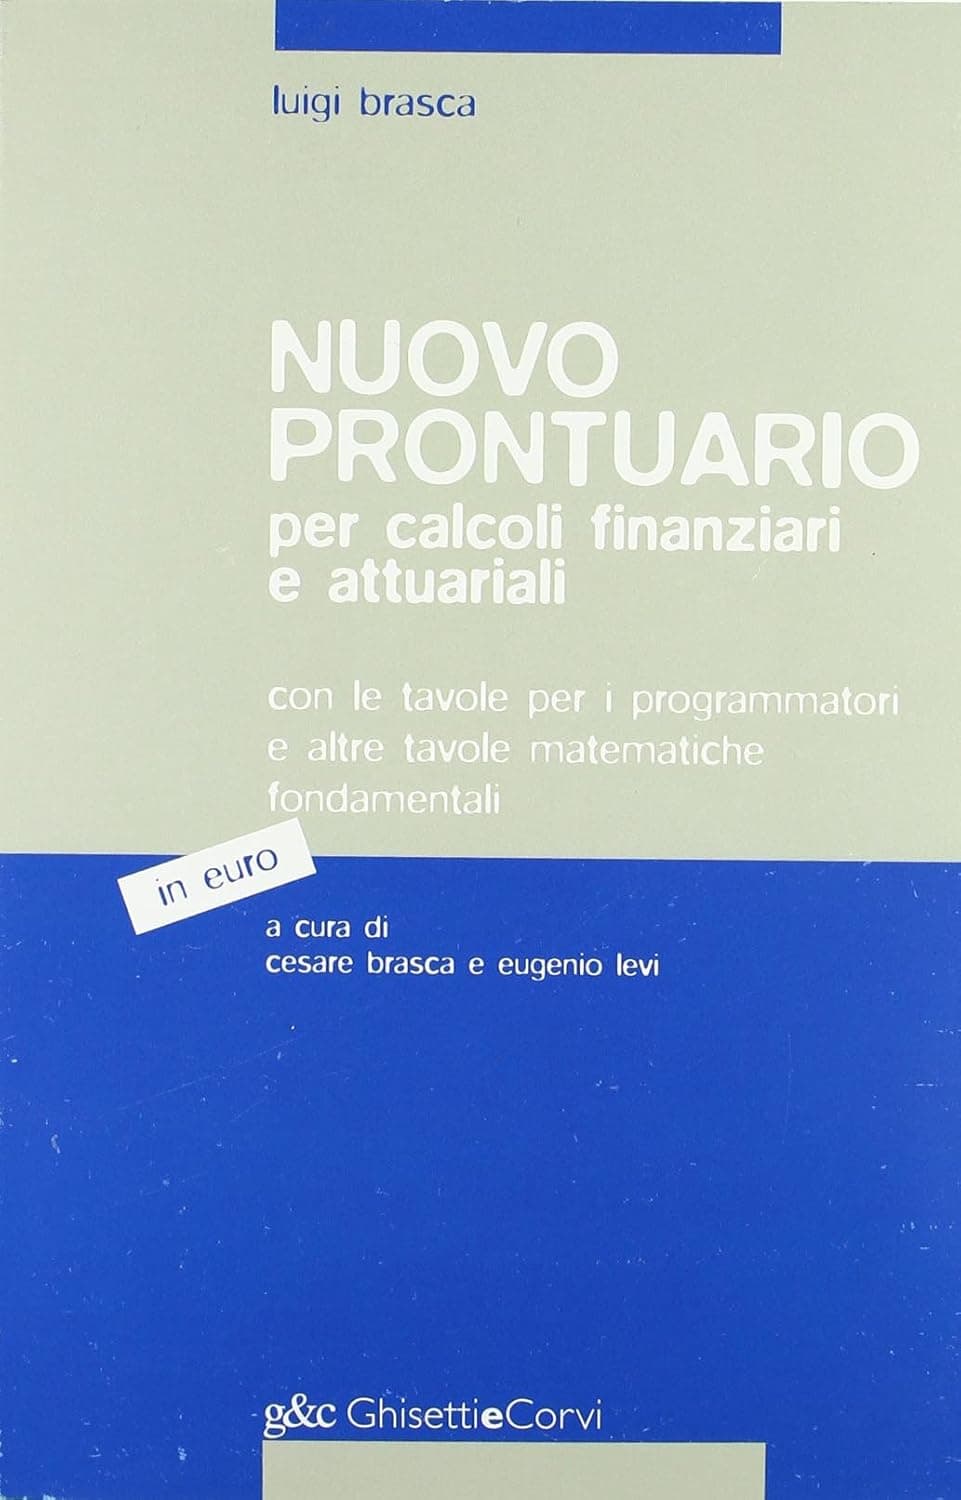 luigi brasca
NUOVO
PRONTUARIO
per calcoli finanziari
e attuariali
con le tavole per i programmatori
e altre tavole matematiche
fondamentali
in euro
a cura di
cesare brasca e eugenio levi
g&c GhisettieCorvi